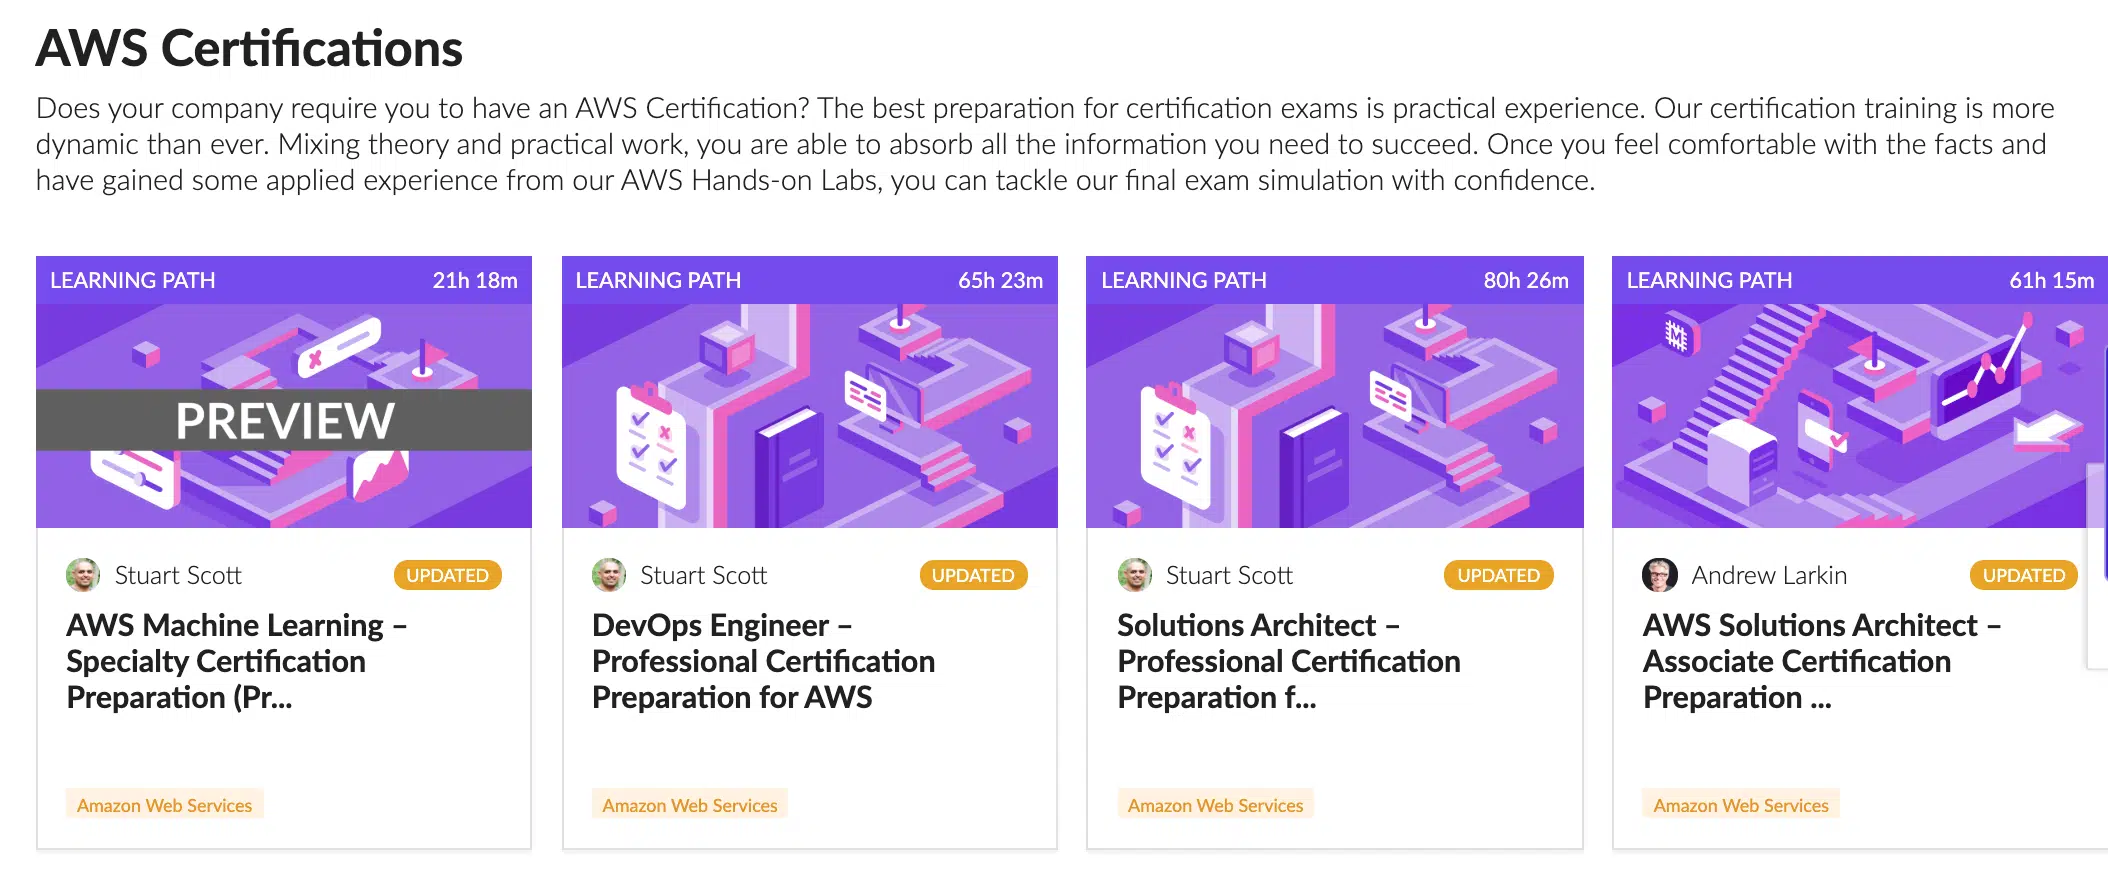 AWS Certifications
Does your company require you to have an AWS Certification? The best preparation for certification exams is practical experience. Our certification training is more
dynamic than ever. Mixing theory and practical work, you are able to absorb all the information you need to succeed. Once you feel comfortable with the facts and
have gained some applied experience from our AWS Hands-on Labs, you can tackle our final exam simulation with confidence.
LEARNING PATH 21h 18m
PREVIEW
Stuart Scott UPDATED
AWS Machine Learning –
Specialty Certification
Preparation (Pr...
Amazon Web Services
LEARNING PATH 65h 23m
Stuart Scott UPDATED
DevOps Engineer –
Professional Certification
Preparation for AWS
Amazon Web Services
LEARNING PATH 80h 26m
Stuart Scott UPDATED
Solutions Architect –
Professional Certification
Preparation f...
Amazon Web Services
LEARNING PATH 61h 15m
Andrew Larkin UPDATED
AWS Solutions Architect –
Associate Certification
Preparation ...
Amazon Web Services